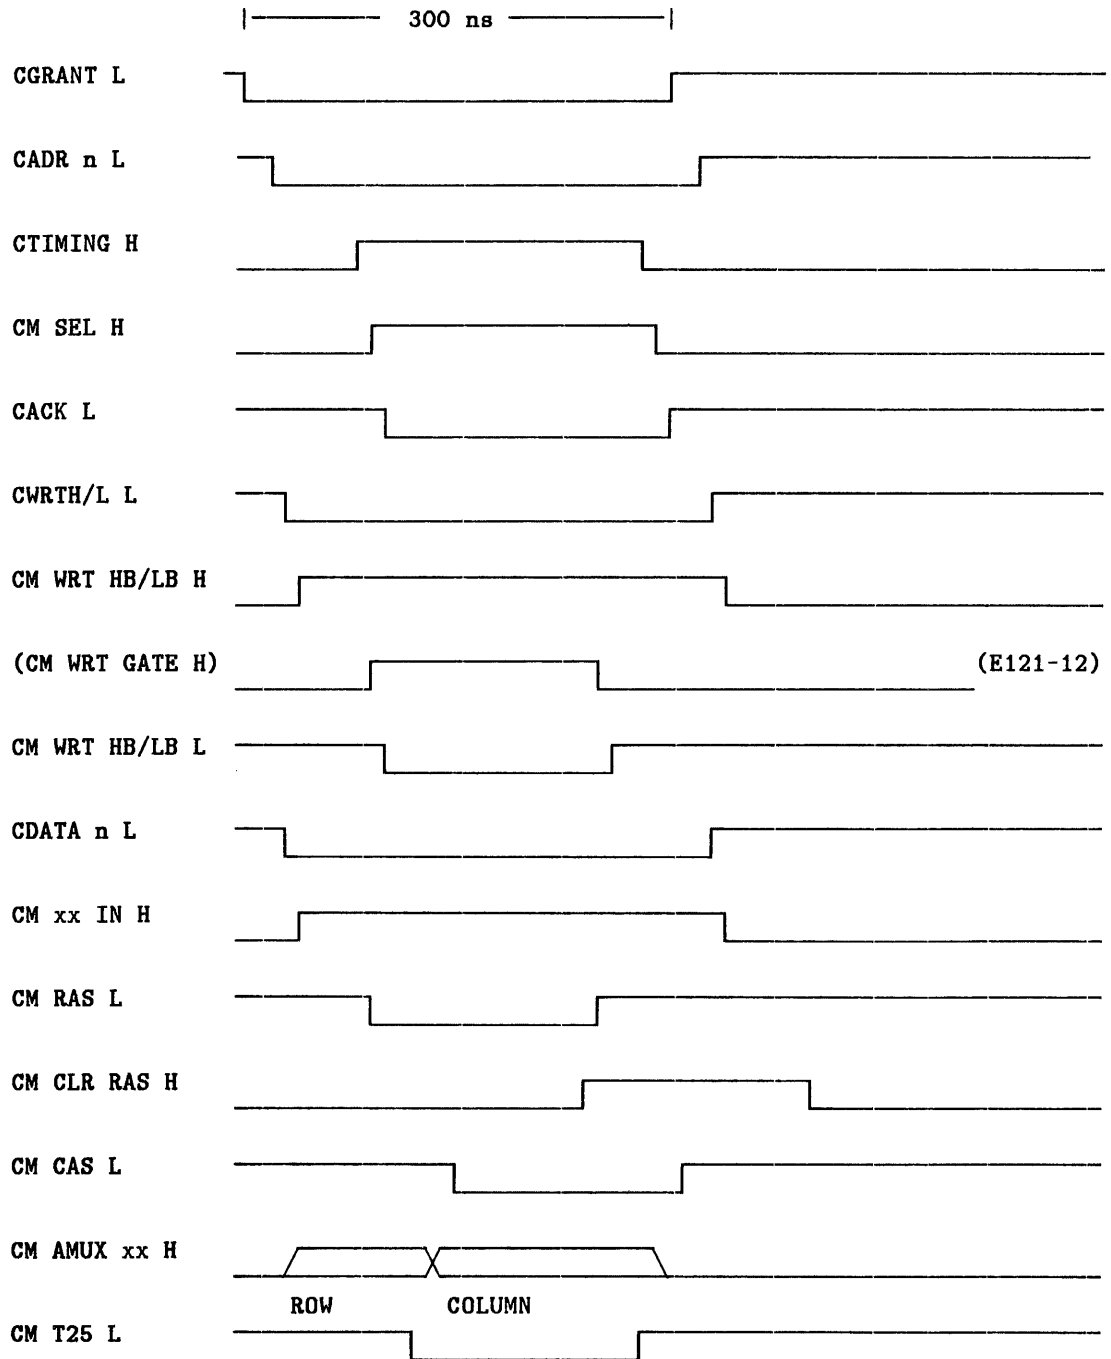 300 ns
CGRANT L
CADR n L
CTIMING H
CM SEL H
CACK L
CWRTH/L L
CM WRT HB/LB H
(CM WRT GATE H) (E121-12)
CM WRT HB/LB L
CDATA n L
CM xx IN H
CM RAS L
CM CLR RAS H
CM CAS L
CM AMUX xx H
ROW COLUMN
CM T25 L